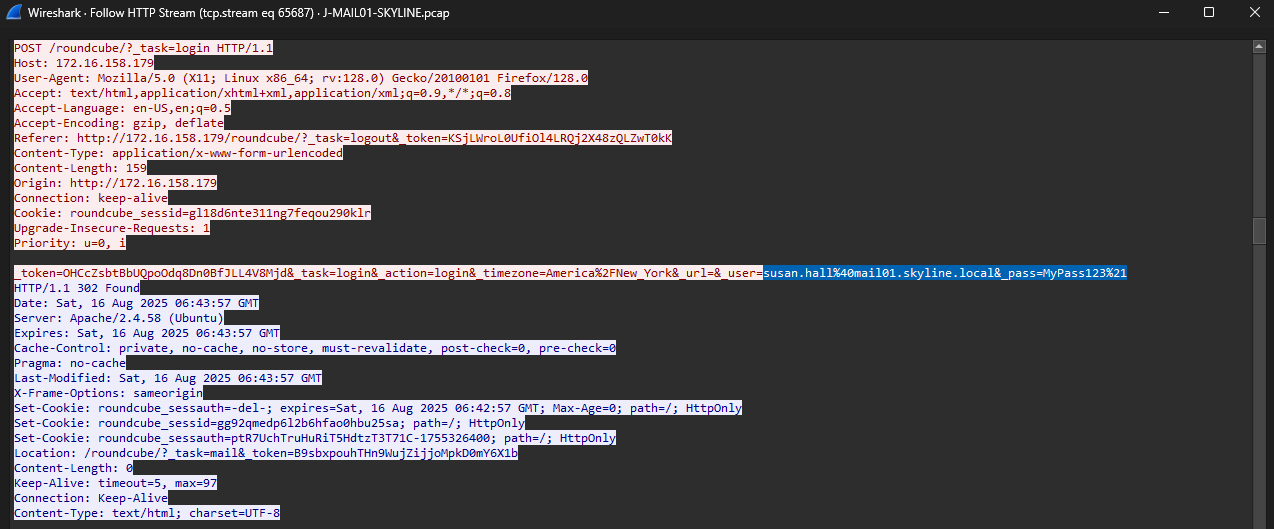 Wireshark · Follow HTTP Stream (tcp.stream eq 65687) · J-MAIL01-SKYLINE.pcap
POST /roundcube/?_task=login HTTP/1.1
Host: 172.16.158.179
User-Agent: Mozilla/5.0 (X11; Linux x86_64; rv:128.0) Gecko/20100101 Firefox/128.0
Accept: text/html,application/xhtml+xml,application/xml;q=0.9,*/*;q=0.8
Accept-Language: en-US,en;q=0.5
Accept-Encoding: gzip, deflate
Referer: http://172.16.158.179/roundcube/?_task=logout&_token=KSjLWroL0UfiOl4LRQj2X48zQLZwT0kK
Content-Type: application/x-www-form-urlencoded
Content-Length: 159
Origin: http://172.16.158.179
Connection: keep-alive
Cookie: roundcube_sessid=gl18d6nte311ng7feqou290klr
Upgrade-Insecure-Requests: 1
Priority: u=0, i
_token=OHCcZsbtBbUQpoOdq8Dn0BfJLL4V8Mjd&_task=login&_action=login&_timezone=America%2FNew_York&_url=&_user=susan.hall%40mail01.skyline.local&_pass=MyPass123%21
HTTP/1.1 302 Found
Date: Sat, 16 Aug 2025 06:43:57 GMT
Server: Apache/2.4.58 (Ubuntu)
Expires: Sat, 16 Aug 2025 06:43:57 GMT
Cache-Control: private, no-cache, no-store, must-revalidate, post-check=0, pre-check=0
Pragma: no-cache
Last-Modified: Sat, 16 Aug 2025 06:43:57 GMT
X-Frame-Options: sameorigin
Set-Cookie: roundcube_sessauth=-del-; expires=Sat, 16 Aug 2025 06:42:57 GMT; Max-Age=0; path=/; HttpOnly
Set-Cookie: roundcube_sessid=gg92qmedp6l2b6hfao0hbu25sa; path=/; HttpOnly
Set-Cookie: roundcube_sessauth=ptR7UchTruHuRiT5HdtzT3T71C-1755326400; path=/; HttpOnly
Location: /roundcube/?_task=mail&_token=B9sbxpouhTHn9WujZijjoMpkD0mY6X1b
Content-Length: 0
Keep-Alive: timeout=5, max=97
Connection: Keep-Alive
Content-Type: text/html; charset=UTF-8